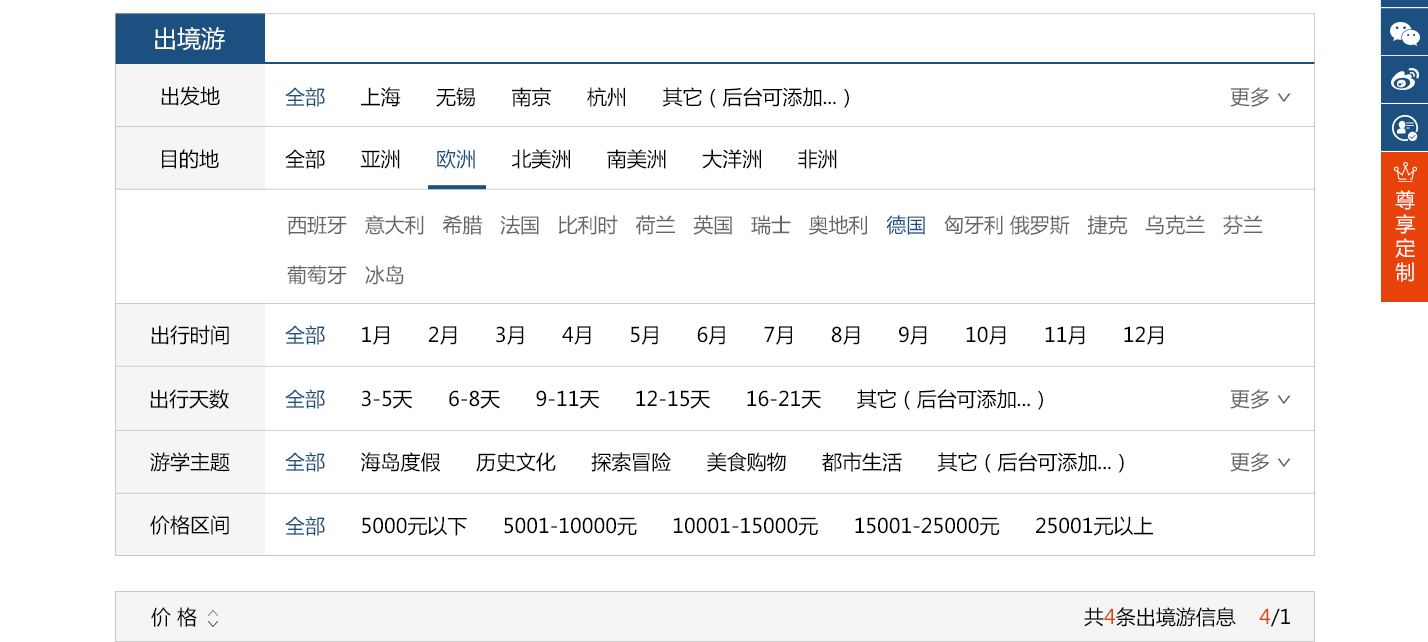 出境游
出发地 全部 上海 无锡 南京 杭州 其它 ( 后台可添加... ) 更多
目的地 全部 亚洲 欧洲 北美洲 南美洲 大洋洲 非洲
西班牙 意大利 希腊 法国 比利时 荷兰 英国 瑞士 奥地利 德国 匈牙利 俄罗斯 捷克 乌克兰 芬兰
葡萄牙 冰岛
出行时间 全部 1月 2月 3月 4月 5月 6月 7月 8月 9月 10月 11月 12月
出行天数 全部 3-5天 6-8天 9-11天 12-15天 16-21天 其它 ( 后台可添加... ) 更多
游学主题 全部 海岛度假 历史文化 探索冒险 美食购物 都市生活 其它 ( 后台可添加... ) 更多
价格区间 全部 5000元以下 5001-10000元 10001-15000元 15001-25000元 25001元以上
价 格 共4条出境游信息 4/1
尊享定制